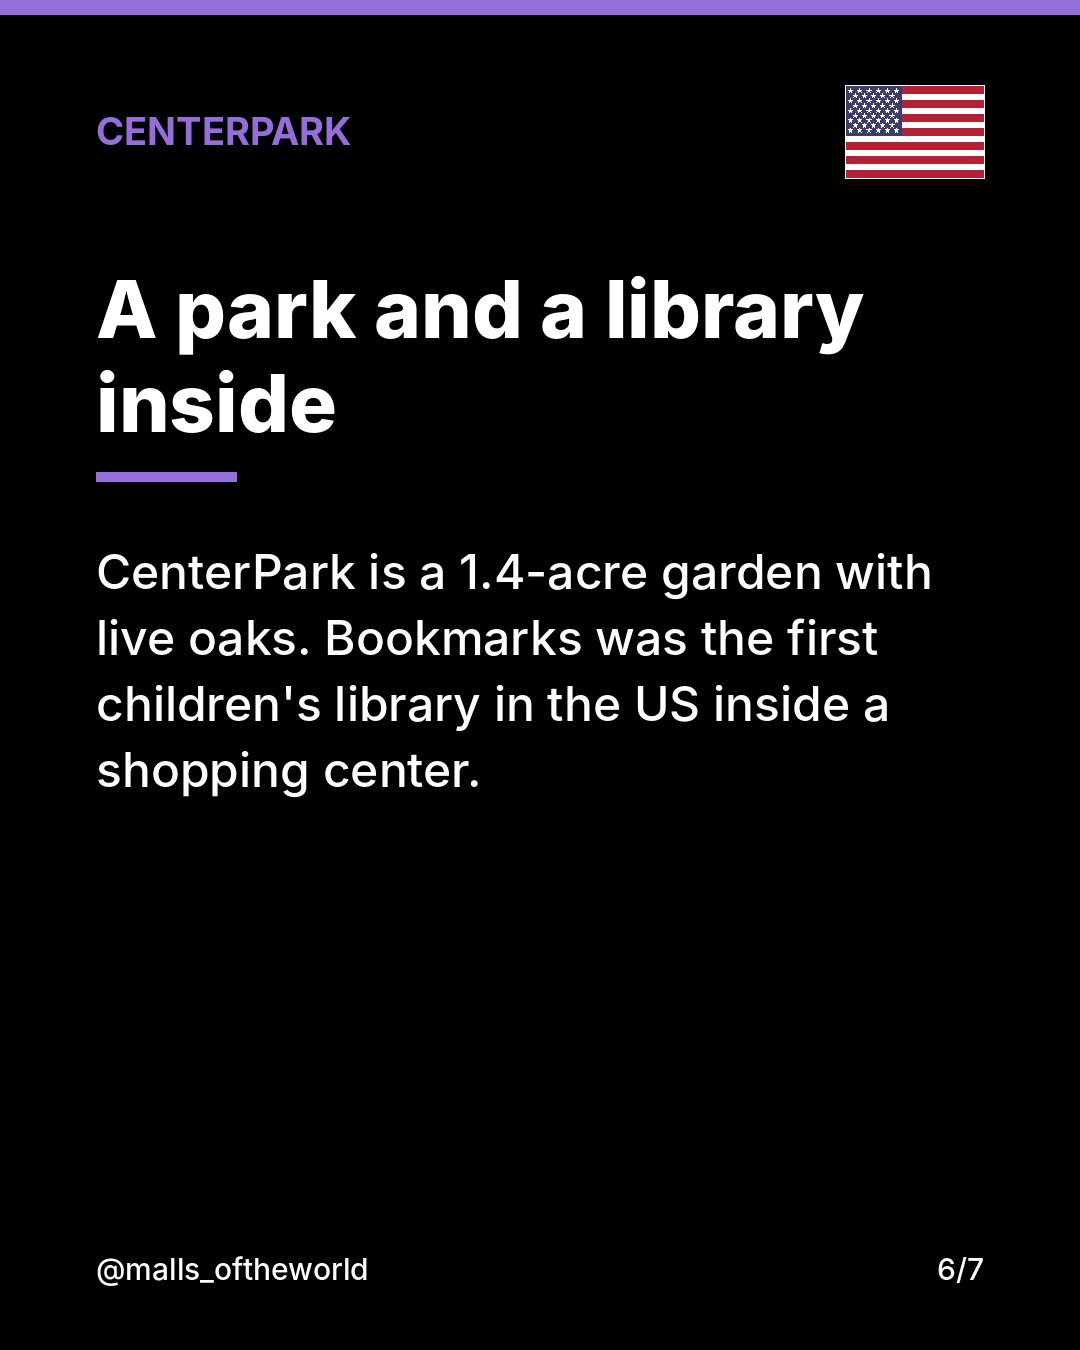 CENTERPARK
A park and a library
inside
CenterPark is a 1.4-acre garden with
live oaks. Bookmarks was the first
children's library in the US inside a
shopping center.
@malls_oftheworld
6/7